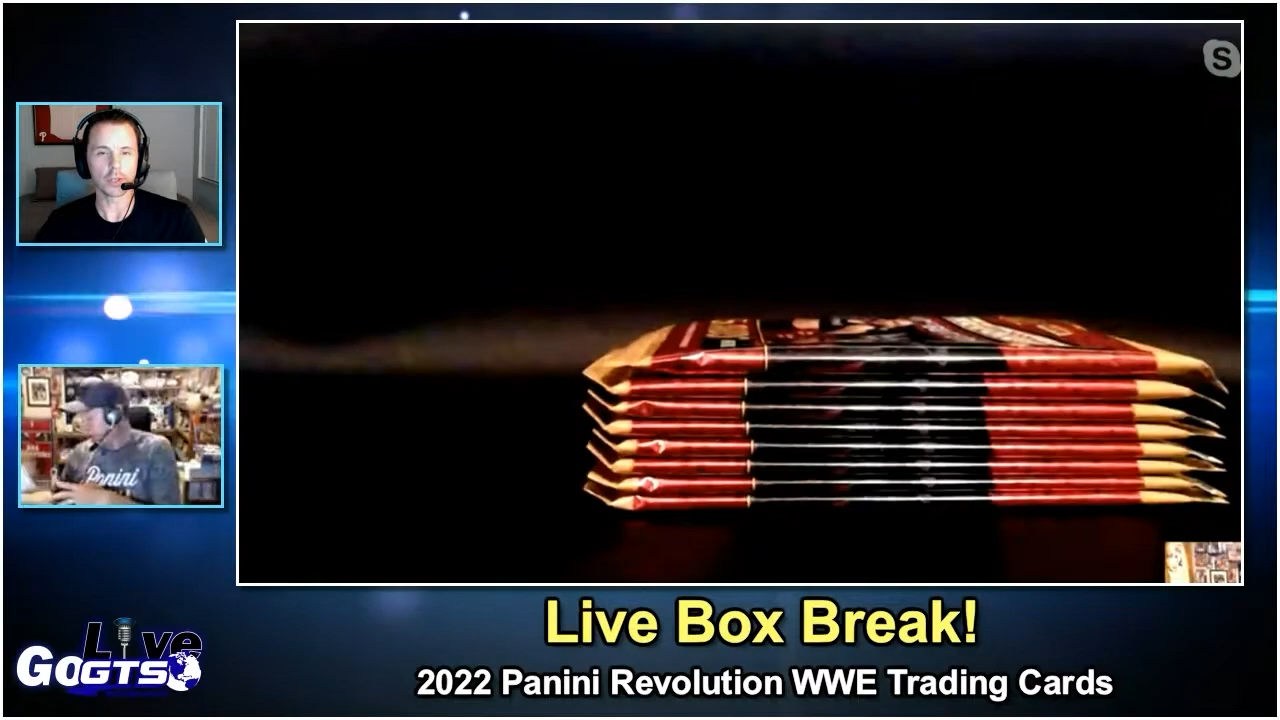 S
P
Panini
Live
GOGTS
Live Box Break!
2022 Panini Revolution WWE Trading Cards